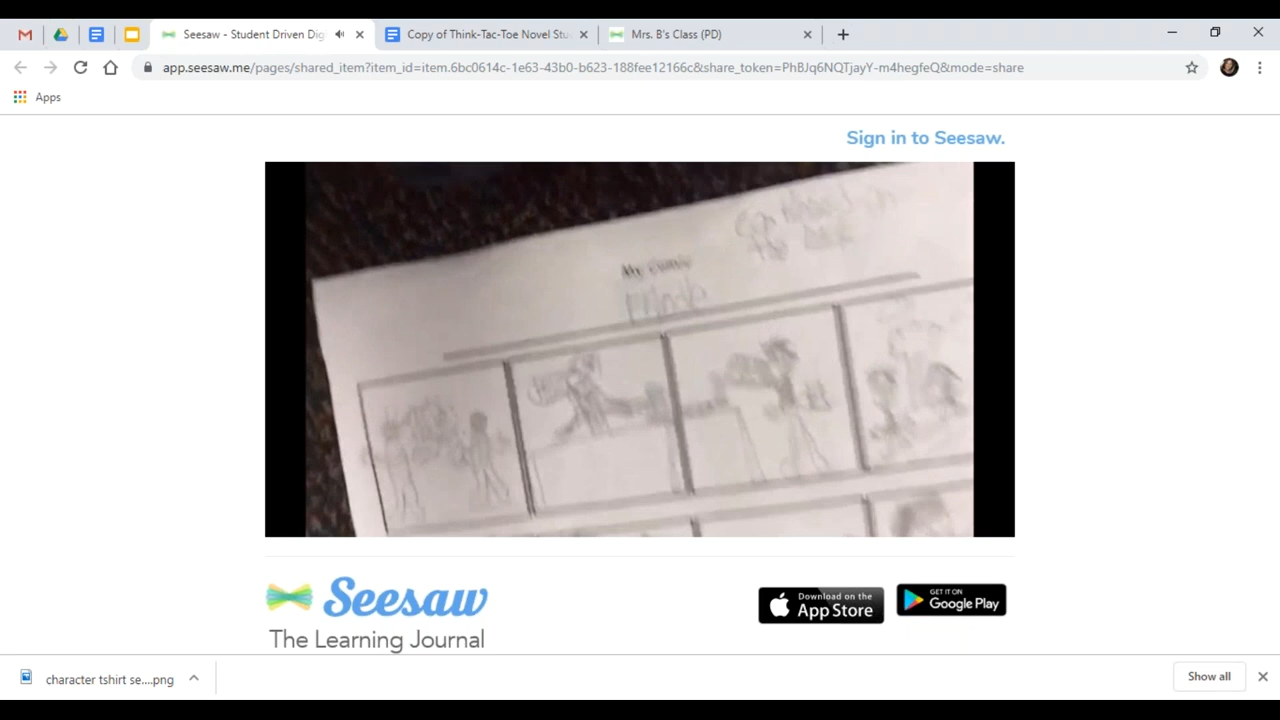 Seesaw - Student Driven Dig
Copy of Think-Tac-Toe Novel Stu
Mrs. B's Class (PD)
app.seesaw.me/pages/shared_item?item_id=item.6bc0614c-1e63-43b0-b623-188fee12166c&share_token=PhBJq6NQTjayY-m4hegfeQ&mode=share
Apps
Sign in to Seesaw.
My Comic
Seesaw
The Learning Journal
Download on the
App Store
GET IT ON
Google Play
character tshirt se....png
Show all